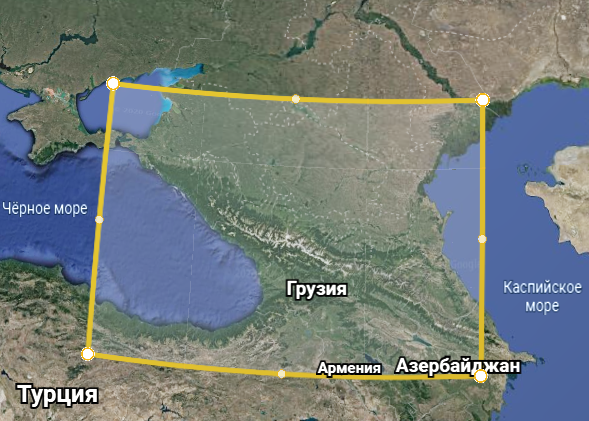 Чёрное море
Грузия
Каспийское
море
Армения
Азербайджан
Турция